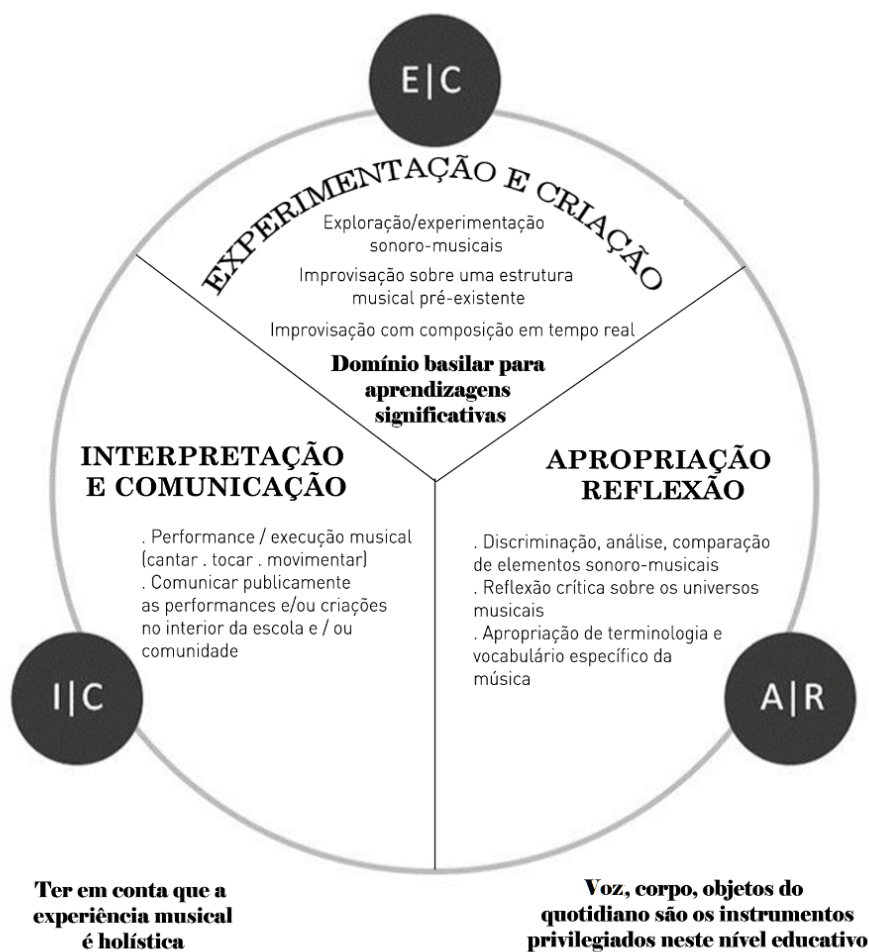 E|C
EXPERIMENTAÇÃO E CRIAÇÃO
Exploração/experimentação
sonoro-musicais
Improvisação sobre uma estrutura
musical pré-existente
Improvisação com composição em tempo real
Domínio basilar para
aprendizagens
significativas
INTERPRETAÇÃO
E COMUNICAÇÃO
. Performance / execução musical
(cantar . tocar . movimentar)
. Comunicar publicamente
as performances e/ou criações
no interior da escola e / ou
comunidade
I|C
APROPRIAÇÃO
REFLEXÃO
. Discriminação, análise, comparação
de elementos sonoro-musicais
. Reflexão crítica sobre os universos
musicais
. Apropriação de terminologia e
vocabulário específico da
música
A|R
Ter em conta que a
experiência musical
é holística
Voz, corpo, objetos do
quotidiano são os instrumentos
privilegiados neste nível educativo